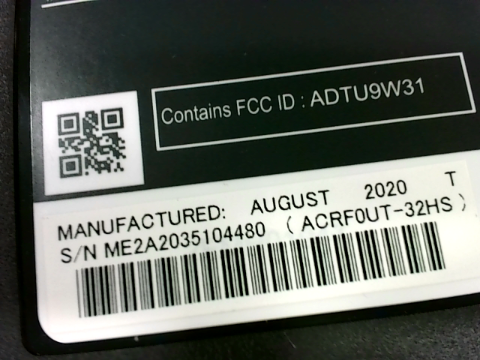 Contains FCC ID : ADTU9W31
MANUFACTURED: AUGUST 2020 T
S/N ME2A2035104480 ( ACRF0UT-32HS )